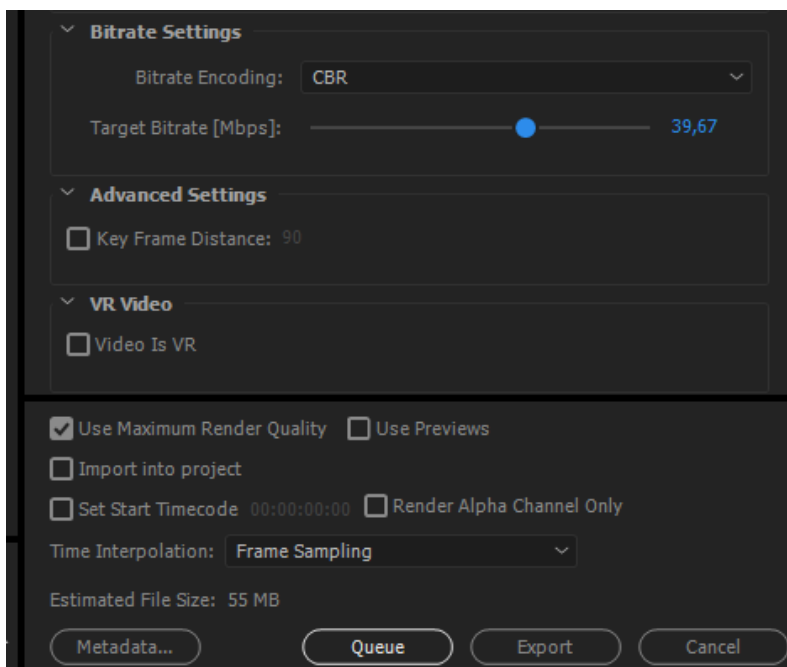 Bitrate Settings
Bitrate Encoding: CBR
Target Bitrate [Mbps]: 39,67
Advanced Settings
Key Frame Distance: 90
VR Video
Video Is VR
Use Maximum Render Quality Use Previews
Import into project
Set Start Timecode 00:00:00:00 Render Alpha Channel Only
Time Interpolation: Frame Sampling
Estimated File Size: 55 MB
Metadata... Queue Export Cancel